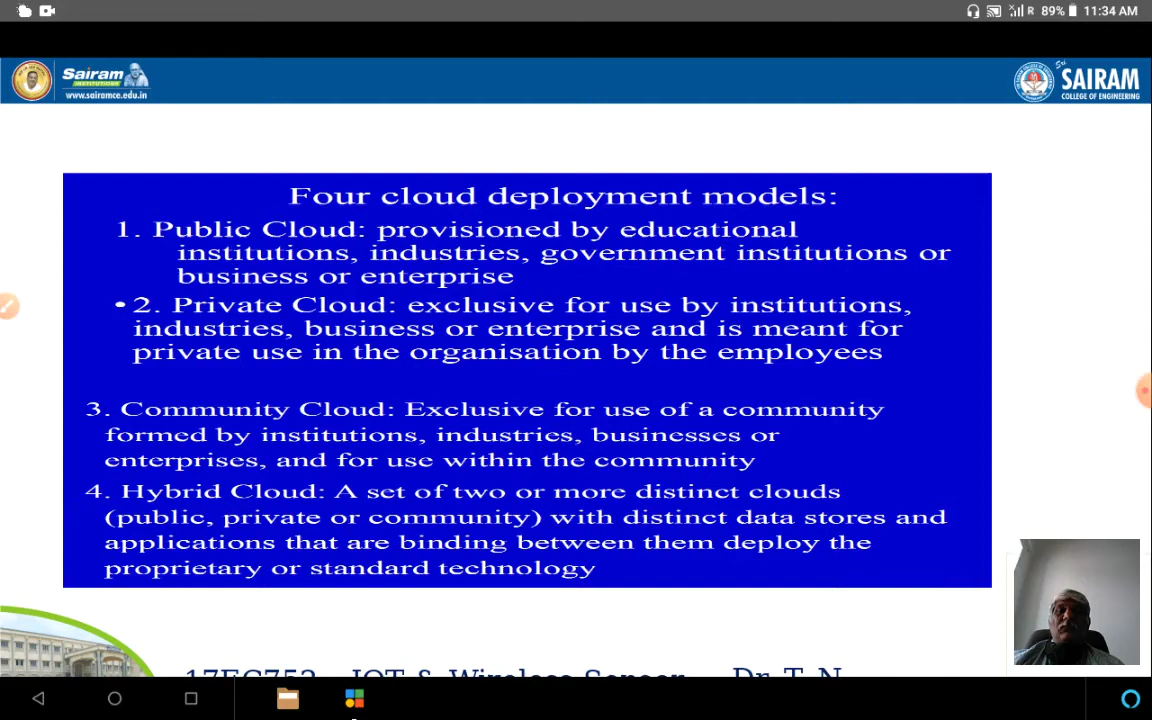 R 89% 11:34 AM
Sairam
INSTITUTIONS
www.sairamce.edu.in
Sri
SAIRAM
COLLEGE OF ENGINEERING
Four cloud deployment models:
1. Public Cloud: provisioned by educational
institutions, industries, government institutions or
business or enterprise
• 2. Private Cloud: exclusive for use by institutions,
industries, business or enterprise and is meant for
private use in the organisation by the employees
3. Community Cloud: Exclusive for use of a community
formed by institutions, industries, businesses or
enterprises, and for use within the community
4. Hybrid Cloud: A set of two or more distinct clouds
(public, private or community) with distinct data stores and
applications that are binding between them deploy the
proprietary or standard technology
17EC752 IOT & Wireless Sensor Dr. T. N.